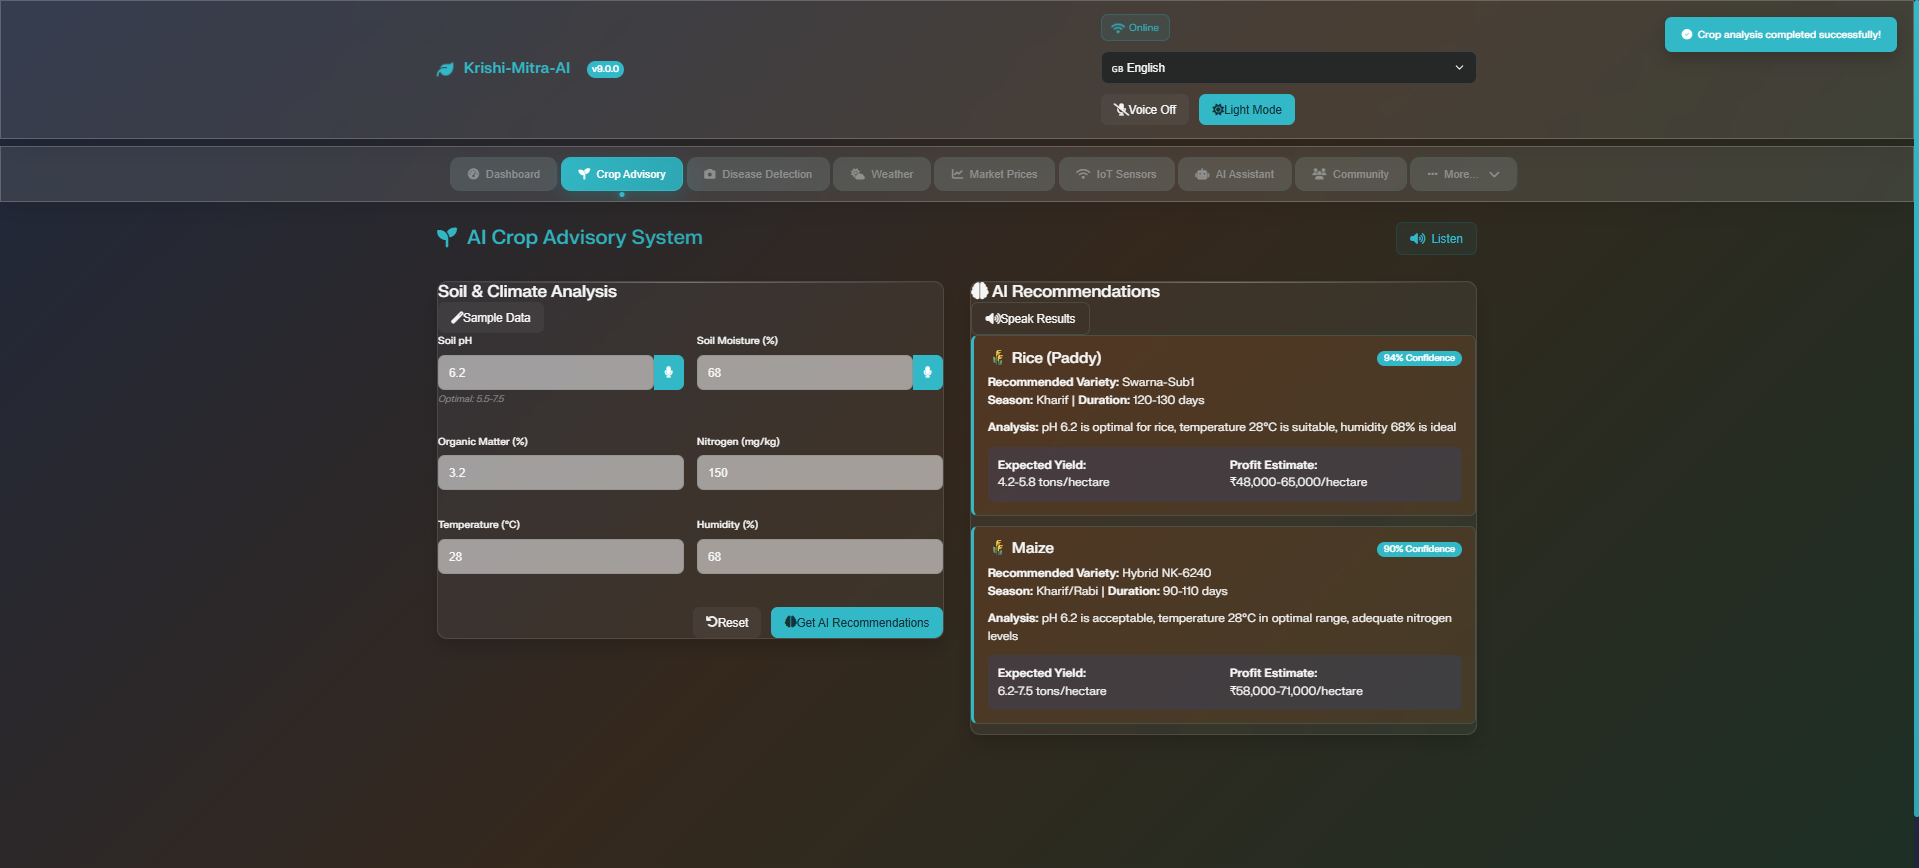 Online
Crop analysis completed successfully!
Krishi-Mitra-AI v9.0.0
GB English
Voice Off
Light Mode
Dashboard
Crop Advisory
Disease Detection
Weather
Market Prices
IoT Sensors
AI Assistant
Community
More...
AI Crop Advisory System
Listen
Soil & Climate Analysis
Sample Data
Soil pH
Soil Moisture (%)
6.2
68
Optimal: 5.5-7.5
Organic Matter (%)
Nitrogen (mg/kg)
3.2
150
Temperature (°C)
Humidity (%)
28
68
Reset
Get AI Recommendations
AI Recommendations
Speak Results
Rice (Paddy)
94% Confidence
Recommended Variety: Swarna-Sub1
Season: Kharif | Duration: 120-130 days
Analysis: pH 6.2 is optimal for rice, temperature 28°C is suitable, humidity 68% is ideal
Expected Yield:
4.2-5.8 tons/hectare
Profit Estimate:
₹48,000-65,000/hectare
Maize
90% Confidence
Recommended Variety: Hybrid NK-6240
Season: Kharif/Rabi | Duration: 90-110 days
Analysis: pH 6.2 is acceptable, temperature 28°C in optimal range, adequate nitrogen
levels
Expected Yield:
6.2-7.5 tons/hectare
Profit Estimate:
₹58,000-71,000/hectare